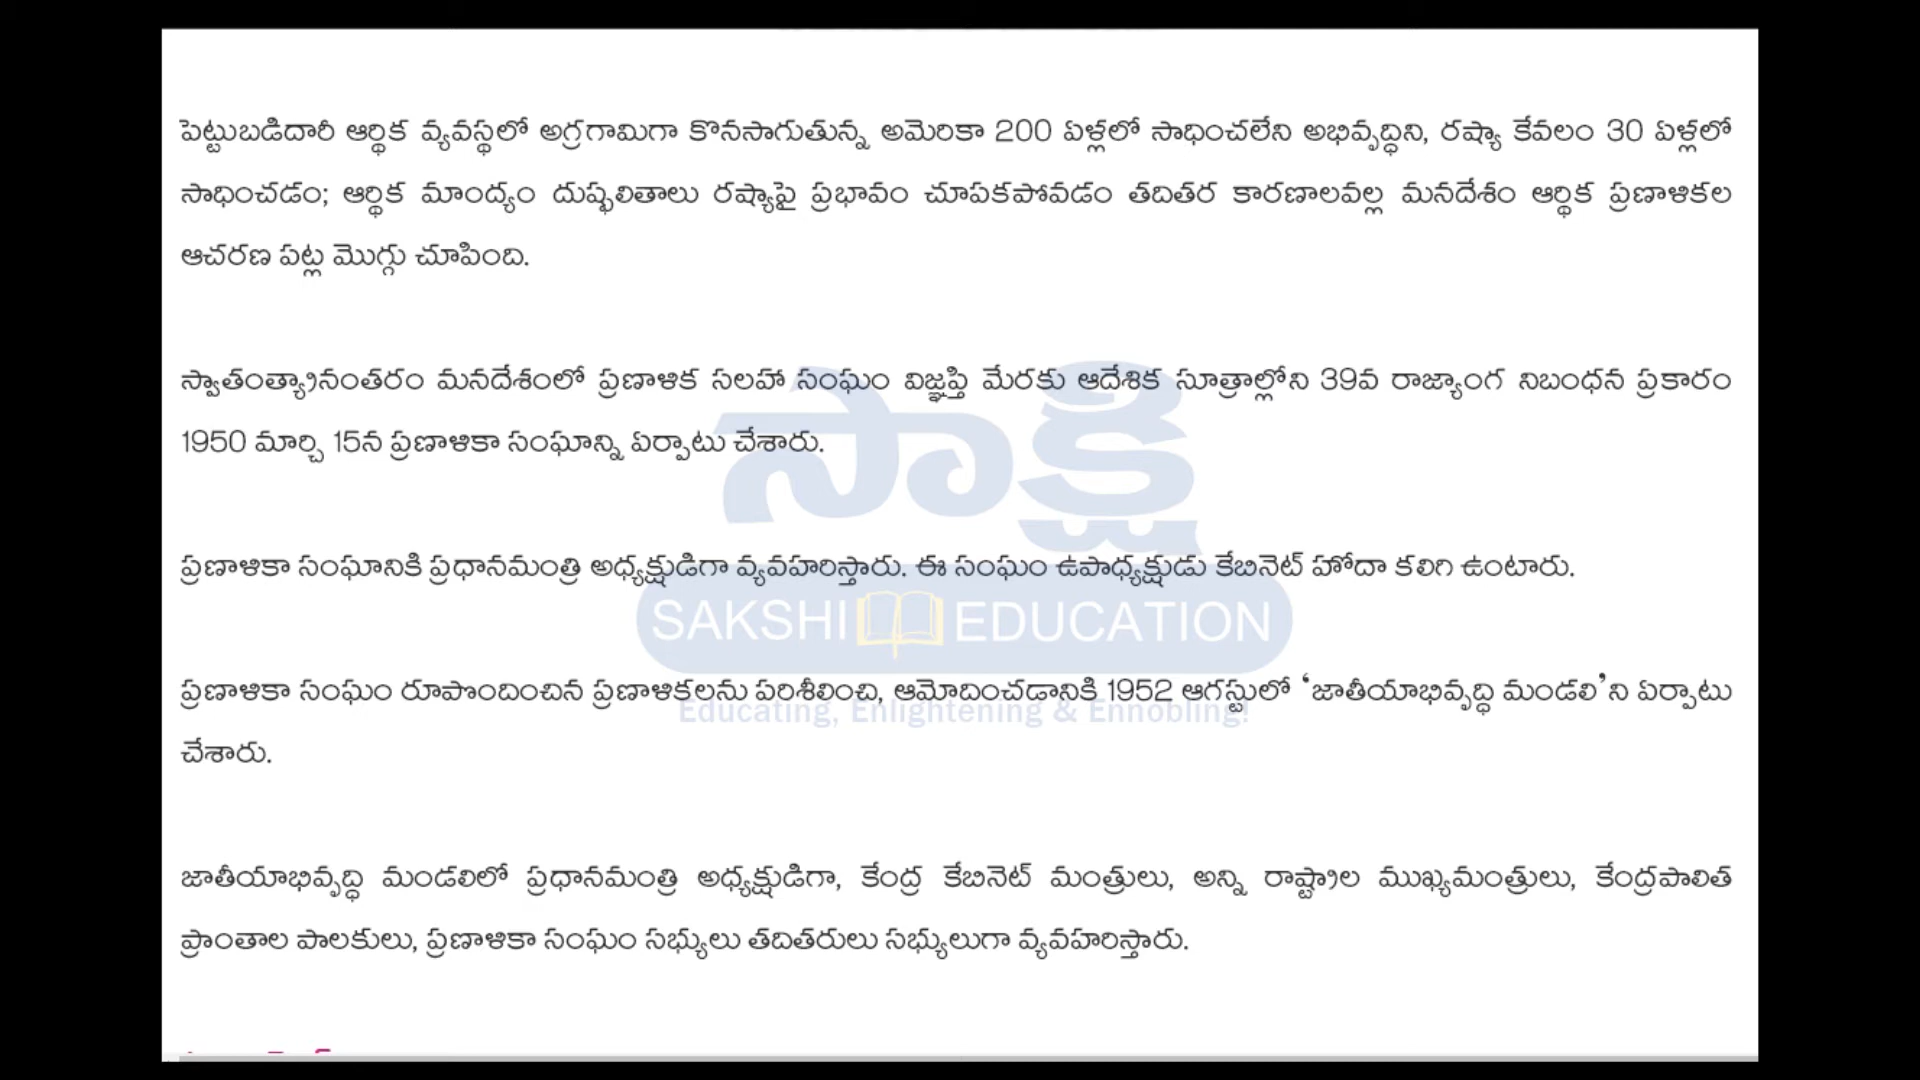 పెట్టుబడిదారీ ఆర్థిక వ్యవస్థలో అగ్రగామిగా కొనసాగుతున్న అమెరికా 200 ఏళ్లలో సాధించలేని అభివృద్ధిని, రష్యా కేవలం 30 ఏళ్లలో
సాధించడం; ఆర్థిక మాంద్యం దుష్ఫలితాలు రష్యాపై ప్రభావం చూపకపోవడం తదితర కారణాలవల్ల మనదేశం ఆర్థిక ప్రణాళికల
ఆచరణ పట్ల మొగ్గు చూపింది.
స్వాతంత్య్రానంతరం మనదేశంలో ప్రణాళిక సలహా సంఘం విజ్ఞప్తి మేరకు ఆదేశిక సూత్రాల్లోని 39వ రాజ్యాంగ నిబంధన ప్రకారం
1950 మార్చి 15న ప్రణాళికా సంఘాన్ని ఏర్పాటు చేశారు.
సాక్షి
ప్రణాళికా సంఘానికి ప్రధానమంత్రి అధ్యక్షుడిగా వ్యవహరిస్తారు. ఈ సంఘం ఉపాధ్యక్షుడు కేబినెట్ హోదా కలిగి ఉంటారు.
SAKSHI EDUCATION
ప్రణాళికా సంఘం రూపొందించిన ప్రణాళికలను పరిశీలించి, ఆమోదించడానికి 1952 ఆగస్టులో ‘జాతీయాభివృద్ధి మండలి’ని ఏర్పాటు
Educating, Enlightening & Ennobling!
చేశారు.
జాతీయాభివృద్ధి మండలిలో ప్రధానమంత్రి అధ్యక్షుడిగా, కేంద్ర కేబినెట్ మంత్రులు, అన్ని రాష్ట్రాల ముఖ్యమంత్రులు, కేంద్రపాలిత
ప్రాంతాల పాలకులు, ప్రణాళికా సంఘం సభ్యులు తదితరులు సభ్యులుగా వ్యవహరిస్తారు.